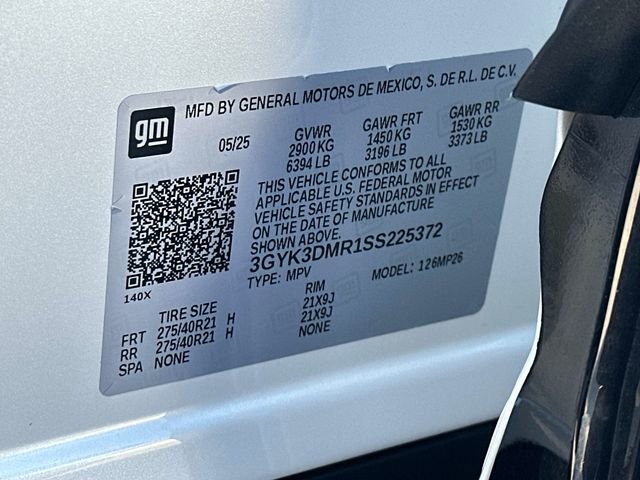 gm
MFD BY GENERAL MOTORS DE MEXICO, S. DE R.L. DE C.V.
05/25
GVWR
2900 KG
6394 LB
GAWR FRT
1450 KG
3196 LB
GAWR RR
1530 KG
3373 LB
THIS VEHICLE CONFORMS TO ALL
APPLICABLE U.S. FEDERAL MOTOR
VEHICLE SAFETY STANDARDS IN EFFECT
ON THE DATE OF MANUFACTURE
SHOWN ABOVE.
3GYK3DMR1SS225372
TYPE: MPV MODEL: 126MP26
140X
TIRE SIZE RIM
FRT 275/40R21 H 21X9J
RR 275/40R21 H 21X9J
SPA NONE NONE